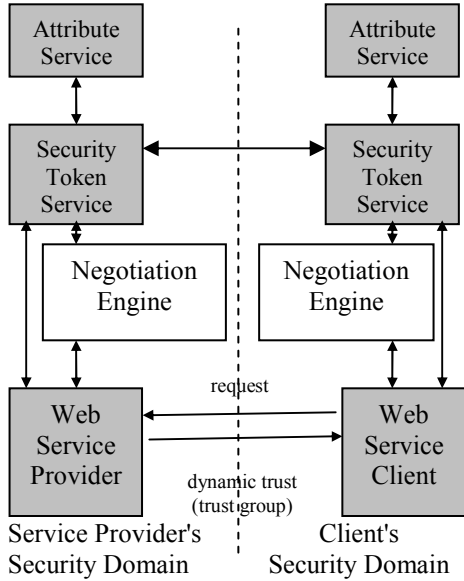 Attribute
Service
Attribute
Service
Security
Token
Service
Security
Token
Service
Negotiation
Engine
Negotiation
Engine
request
Web
Service
Provider
Web
Service
Client
dynamic trust
(trust group)
Service Provider's
Security Domain
Client's
Security Domain